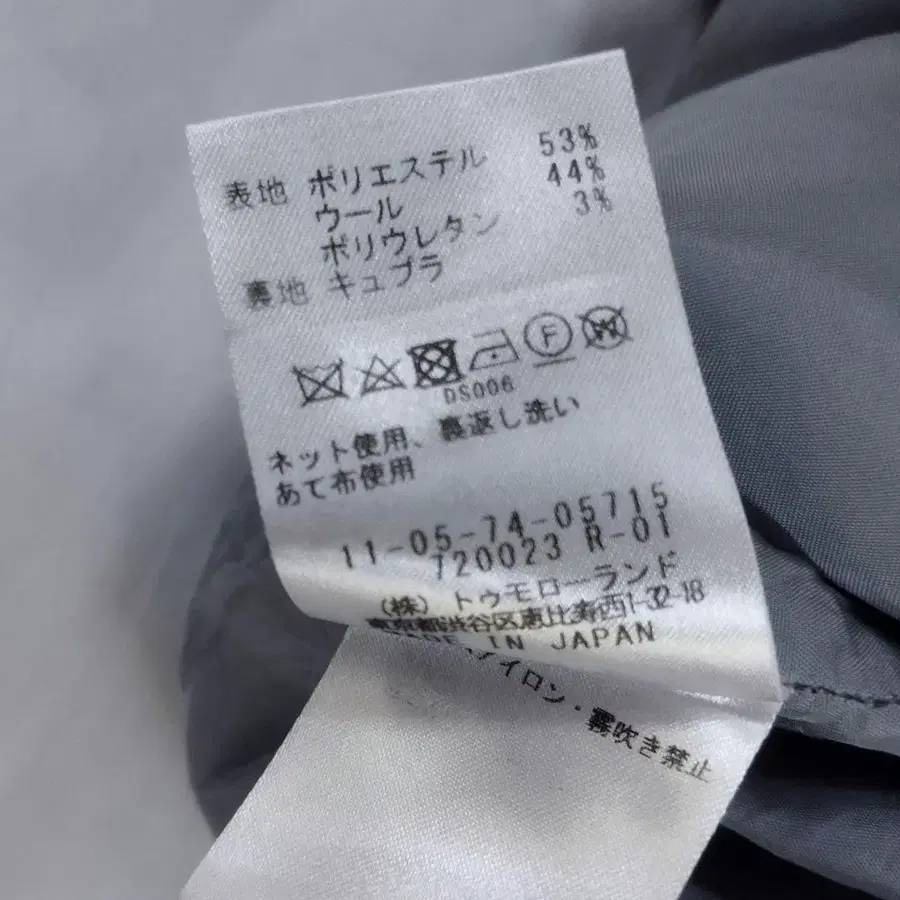 表地 ポリエステル 53%
ウール 44%
ポリウレタン 3%
裏地 キュプラ
F
W
DS006
ネット使用、裏返し洗い
あて布使用
11-05-74-05715
720023 R-01
(株) トゥモローランド
東京都渋谷区恵比寿西1-32-18
MADE IN JAPAN
アイロン・霧吹き禁止